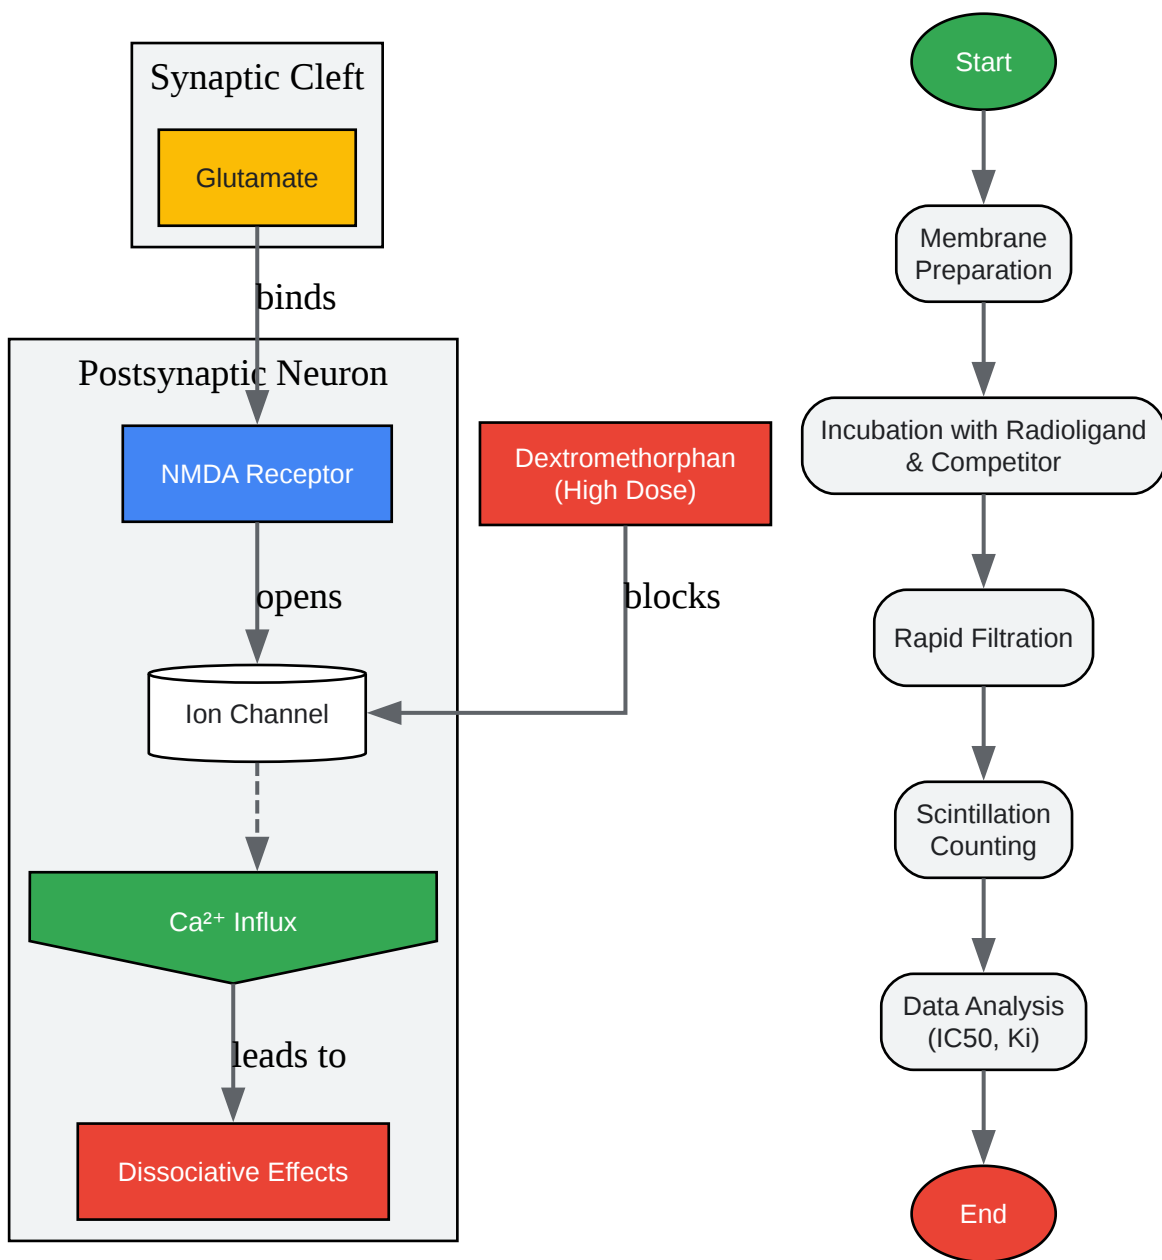 Synaptic Cleft
Glutamate
binds
Postsynaptic Neuron
NMDA Receptor
opens
Ion Channel
Ca²⁺ Influx
leads to
Dissociative Effects
Dextromethorphan
(High Dose)
blocks
Start
Membrane
Preparation
Incubation with Radioligand
& Competitor
Rapid Filtration
Scintillation
Counting
Data Analysis
(IC50, Ki)
End